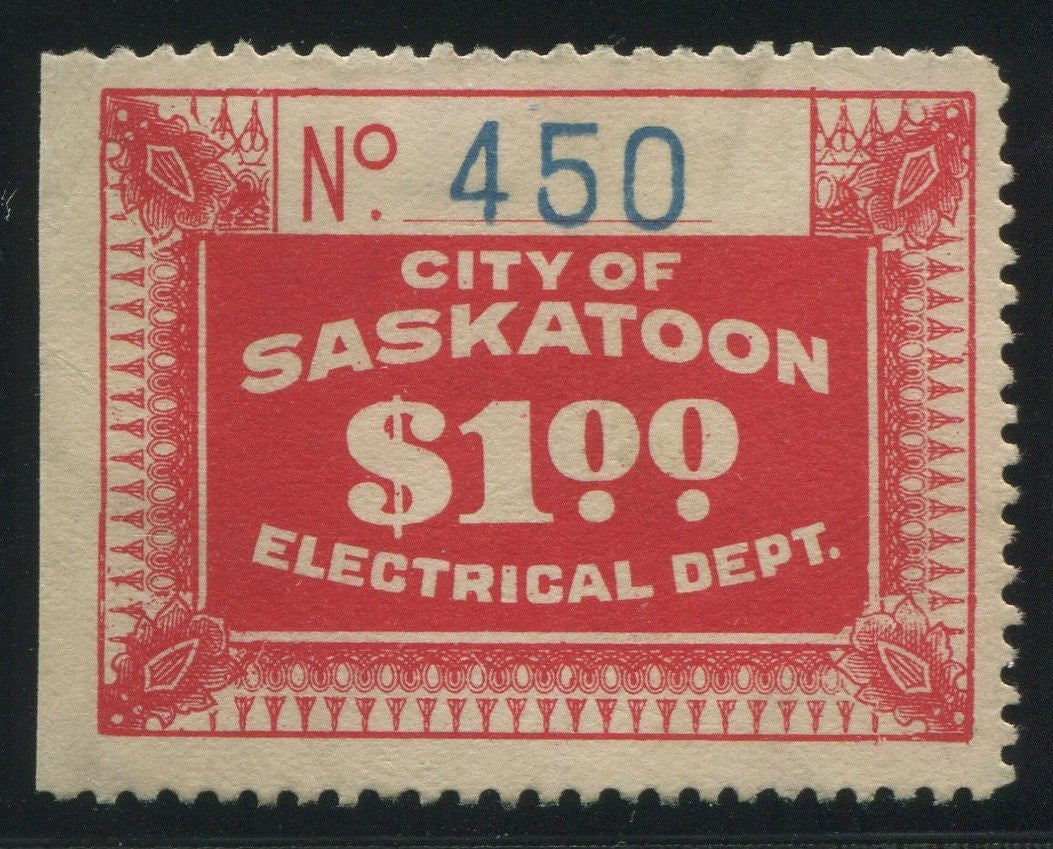 Nº. 450
CITY OF
SASKATOON
$1.00
ELECTRICAL DEPT.